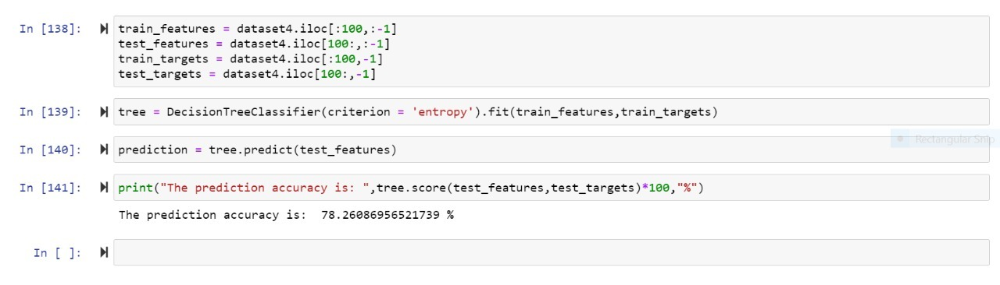 In [138]:
train_features = dataset4.iloc[:100,:-1]
test_features = dataset4.iloc[100:,:-1]
train_targets = dataset4.iloc[:100,-1]
test_targets = dataset4.iloc[100:,-1]
In [139]: tree = DecisionTreeClassifier(criterion = 'entropy').fit(train_features,train_targets)
Rectangular Snip
In [140]: prediction = tree.predict(test_features)
In [141]: print("The prediction accuracy is: ",tree.score(test_features,test_targets)*100,"%")
The prediction accuracy is:  78.26086956521739 %
In [ ]: